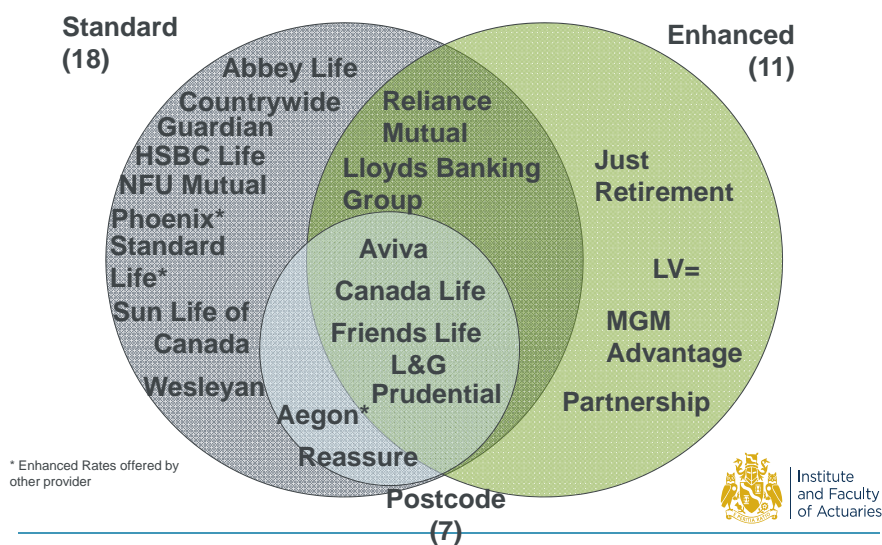 Standard
(18)
Enhanced
(11)
Abbey Life
Countrywide
Guardian
HSBC Life
NFU Mutual
Phoenix*
Standard
Life*
Sun Life of
Canada
Wesleyan
Reliance
Mutual
Lloyds Banking
Group
Aviva
Canada Life
Friends Life
L&G
Prudential
Aegon*
Reassure
Just
Retirement
LV=
MGM
Advantage
Partnership
Postcode
(7)
* Enhanced Rates offered by
other provider
Institute
and Faculty
of Actuaries